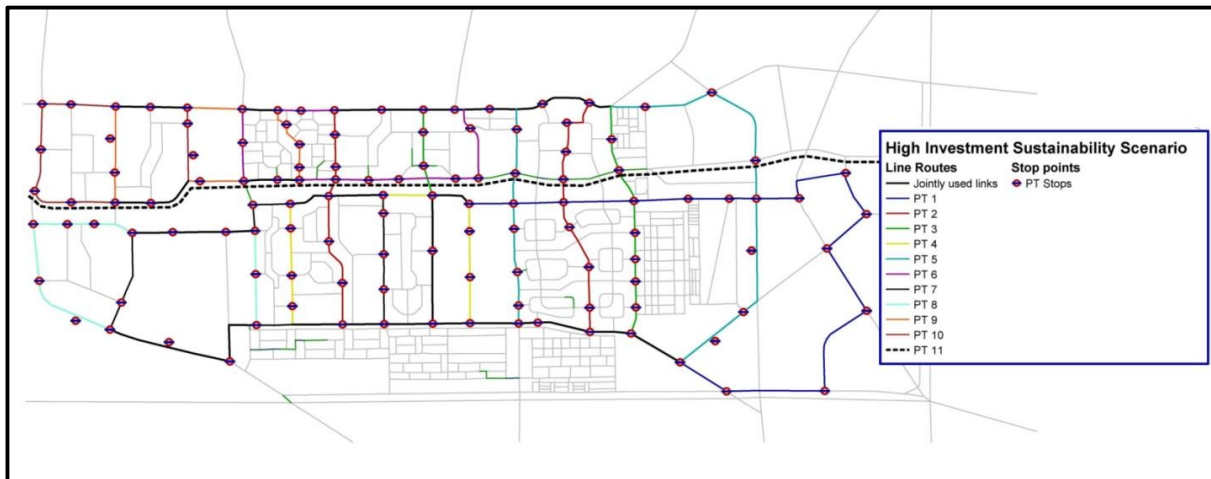 High Investment Sustainability Scenario
Line Routes Stop points
Jointly used links PT Stops
PT 1
PT 2
PT 3
PT 4
PT 5
PT 6
PT 7
PT 8
PT 9
PT 10
PT 11